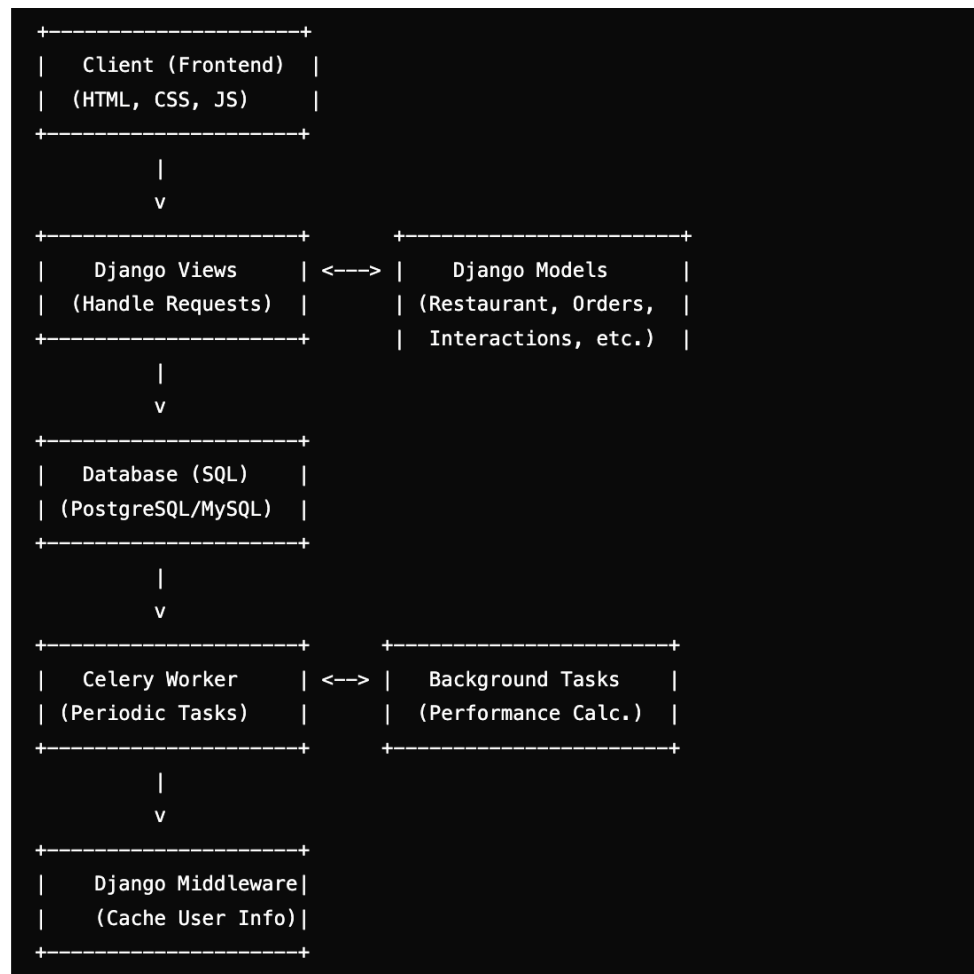 +---------------------+
|   Client (Frontend)  |
|  (HTML, CSS, JS)     |
+---------------------+
          |
          v
+---------------------+       +-----------------------+
|    Django Views     | <---> |    Django Models      |
|  (Handle Requests)  |       | (Restaurant, Orders,  |
+---------------------+       |  Interactions, etc.)  |
          |
          v
+---------------------+
|   Database (SQL)    |
| (PostgreSQL/MySQL)  |
+---------------------+
          |
          v
+---------------------+      +-----------------------+
|   Celery Worker     | <--> |   Background Tasks    |
| (Periodic Tasks)    |      |  (Performance Calc.)  |
+---------------------+      +-----------------------+
          |
          v
+---------------------+
|    Django Middleware|
|    (Cache User Info)|
+---------------------+